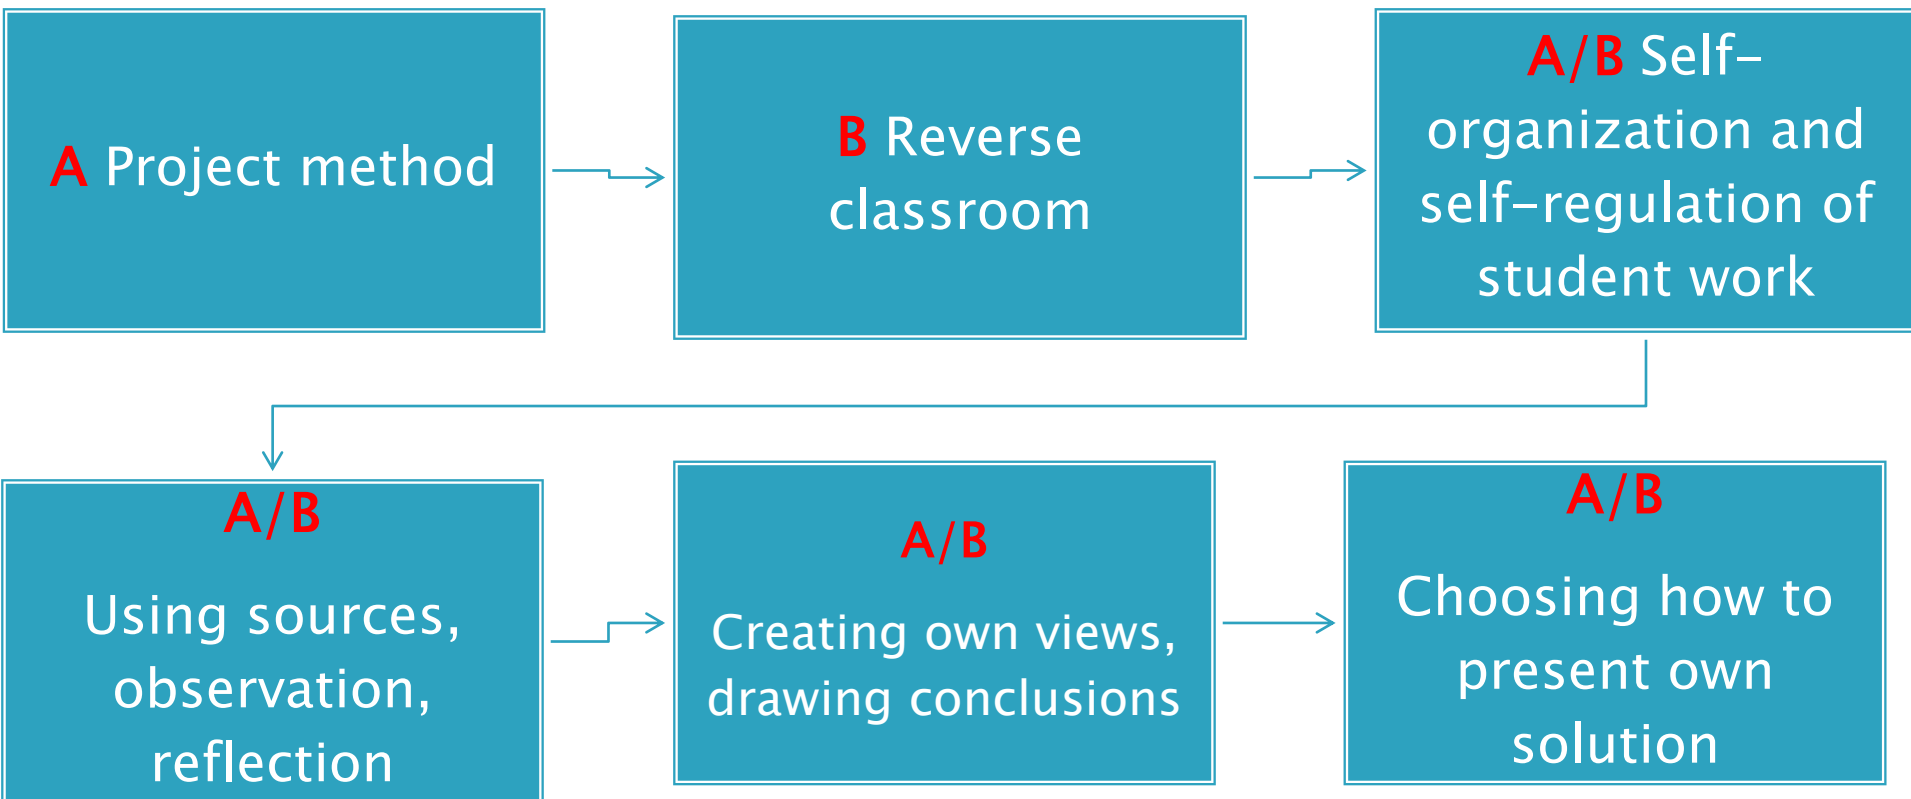 A Project method
B Reverse
classroom
A/B Self-
organization and
self-regulation of
student work
A/B
Using sources,
observation,
reflection
A/B
Creating own views,
drawing conclusions
A/B
Choosing how to
present own
solution